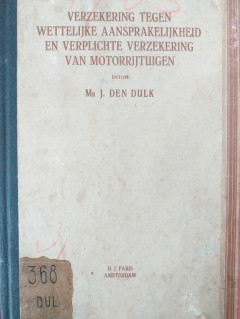 VERZEKERING TEGEN
WETTELIJKE AANSPRAKELIJKHEID
EN VERPLICHTE VERZEKERING
VAN MOTORRIJTUIGEN
DOOR
Mr J. DEN DULK
H. J. PARIS
AMSTERDAM
368
DUL